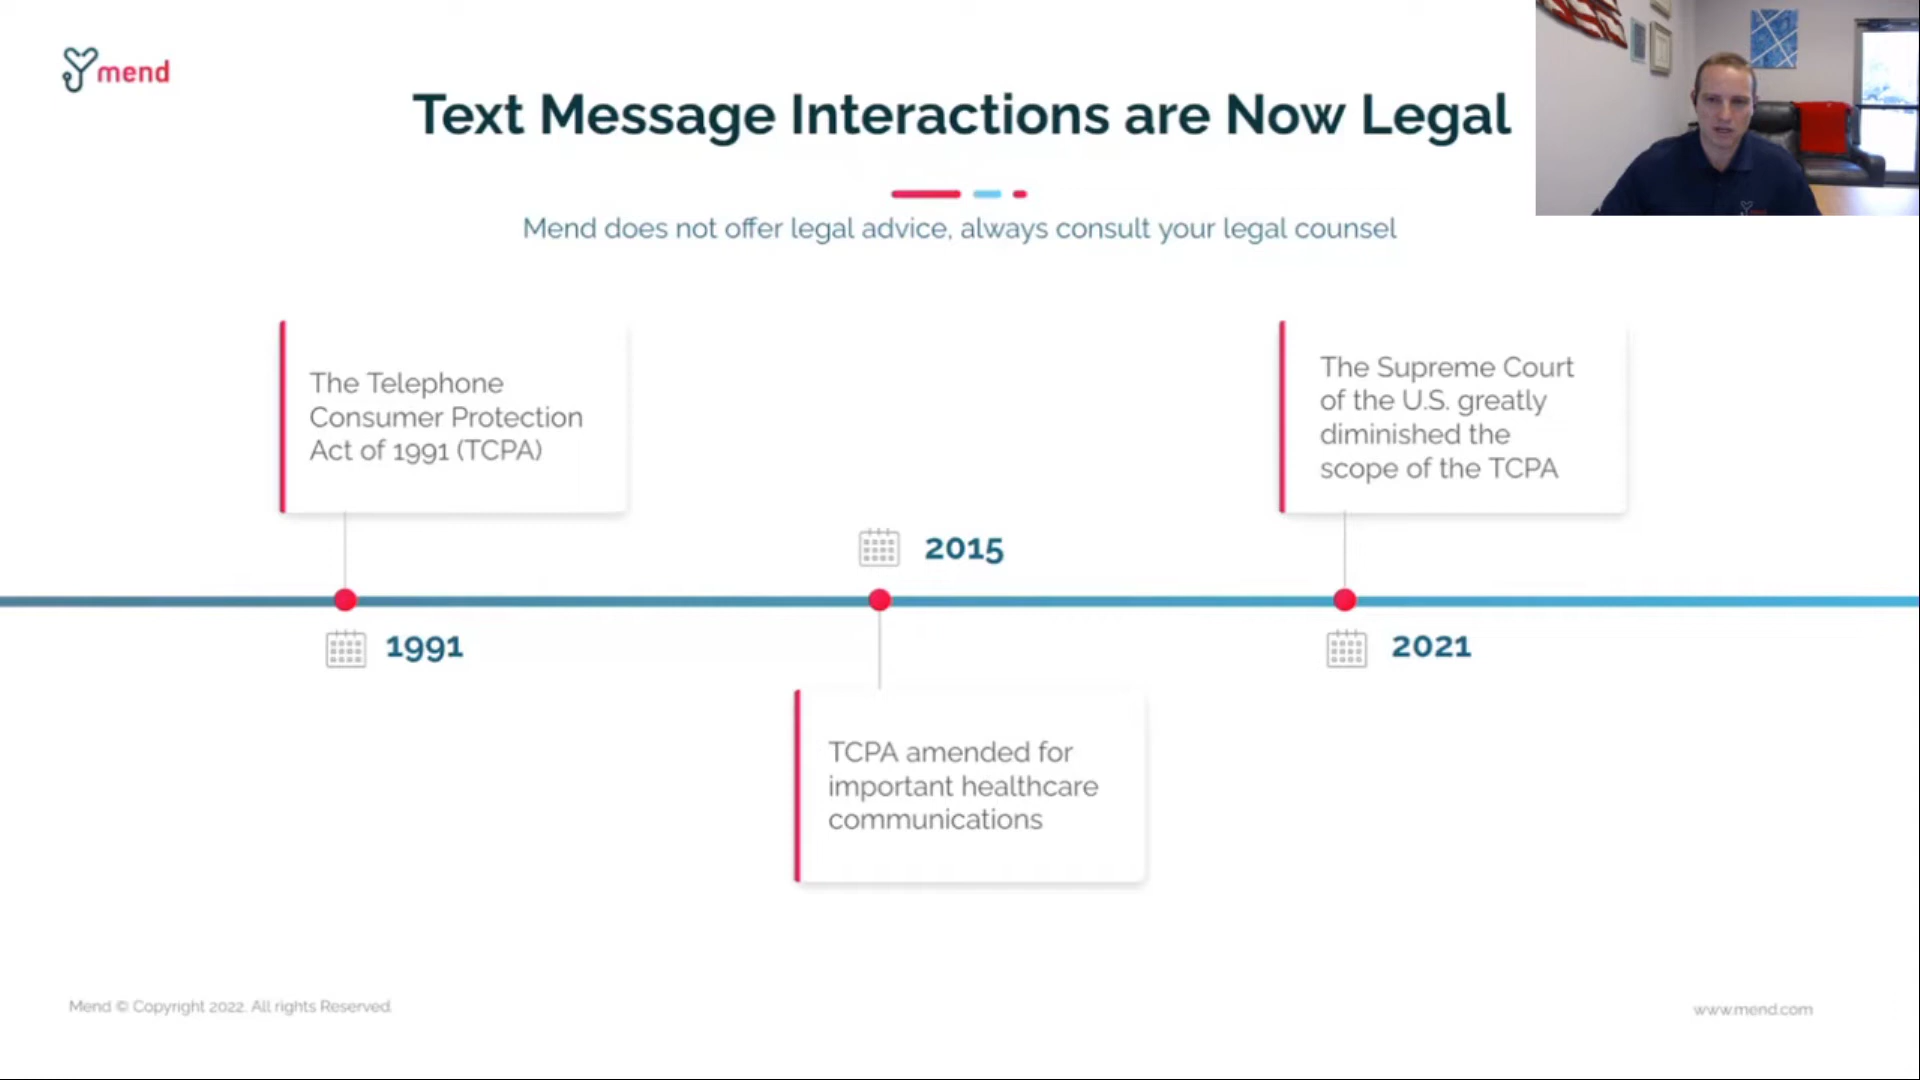 mend
Text Message Interactions are Now Legal
Mend does not offer legal advice, always consult your legal counsel
The Telephone
Consumer Protection
Act of 1991 (TCPA)
1991
2015
TCPA amended for
important healthcare
communications
The Supreme Court
of the U.S. greatly
diminished the
scope of the TCPA
2021
Mend © Copyright 2022. All rights Reserved.
www.mend.com